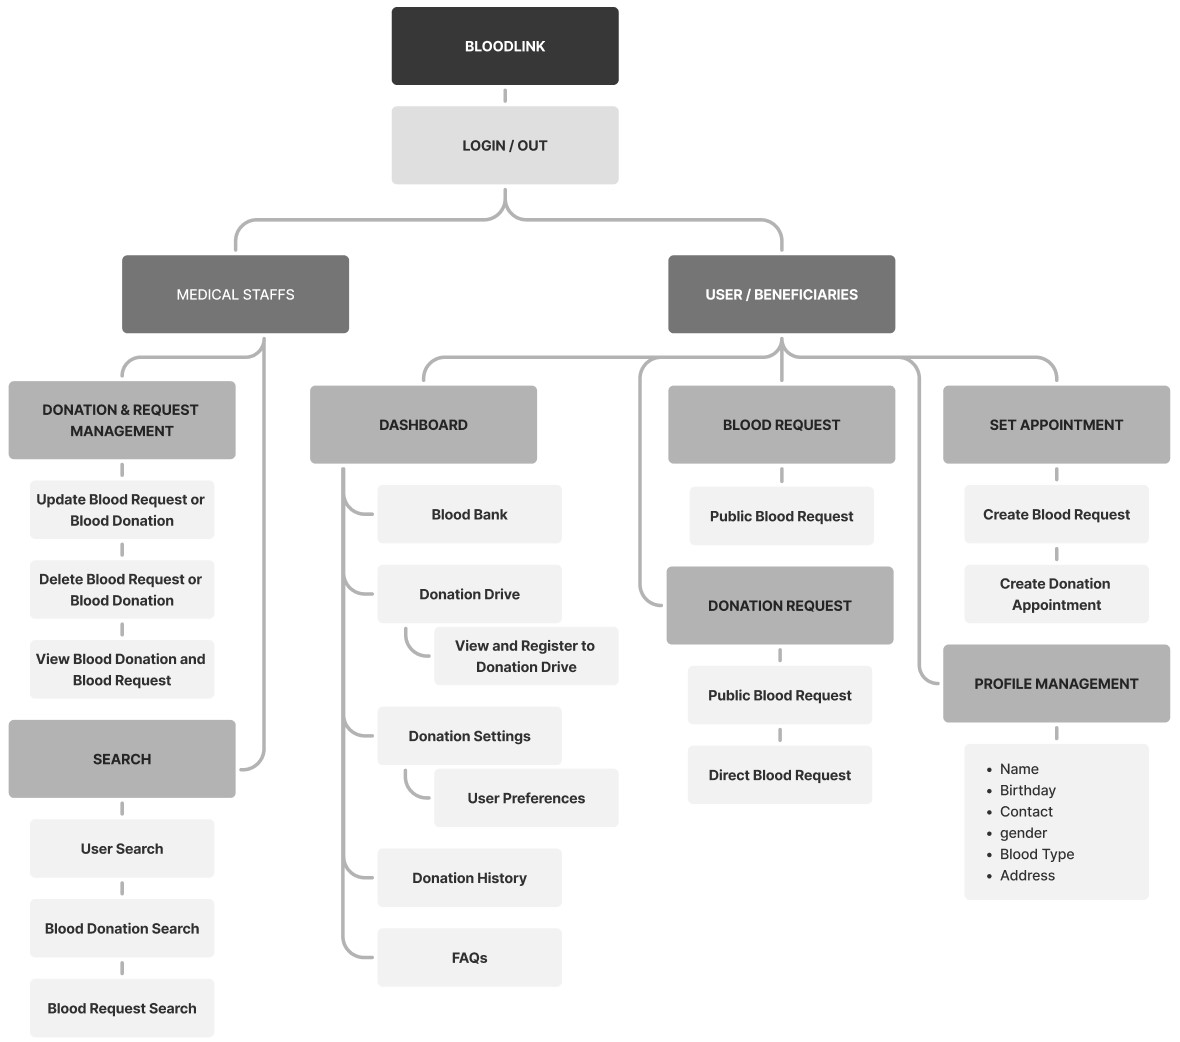 BLOODLINK
LOGIN / OUT
MEDICAL STAFFS
USER / BENEFICIARIES
DONATION & REQUEST
MANAGEMENT
Update Blood Request or
Blood Donation
Delete Blood Request or
Blood Donation
View Blood Donation and
Blood Request
SEARCH
User Search
Blood Donation Search
Blood Request Search
DASHBOARD
Blood Bank
Donation Drive
View and Register to
Donation Drive
Donation Settings
User Preferences
Donation History
FAQs
BLOOD REQUEST
Public Blood Request
DONATION REQUEST
Public Blood Request
Direct Blood Request
SET APPOINTMENT
Create Blood Request
Create Donation
Appointment
PROFILE MANAGEMENT
• Name
• Birthday
• Contact
• gender
• Blood Type
• Address